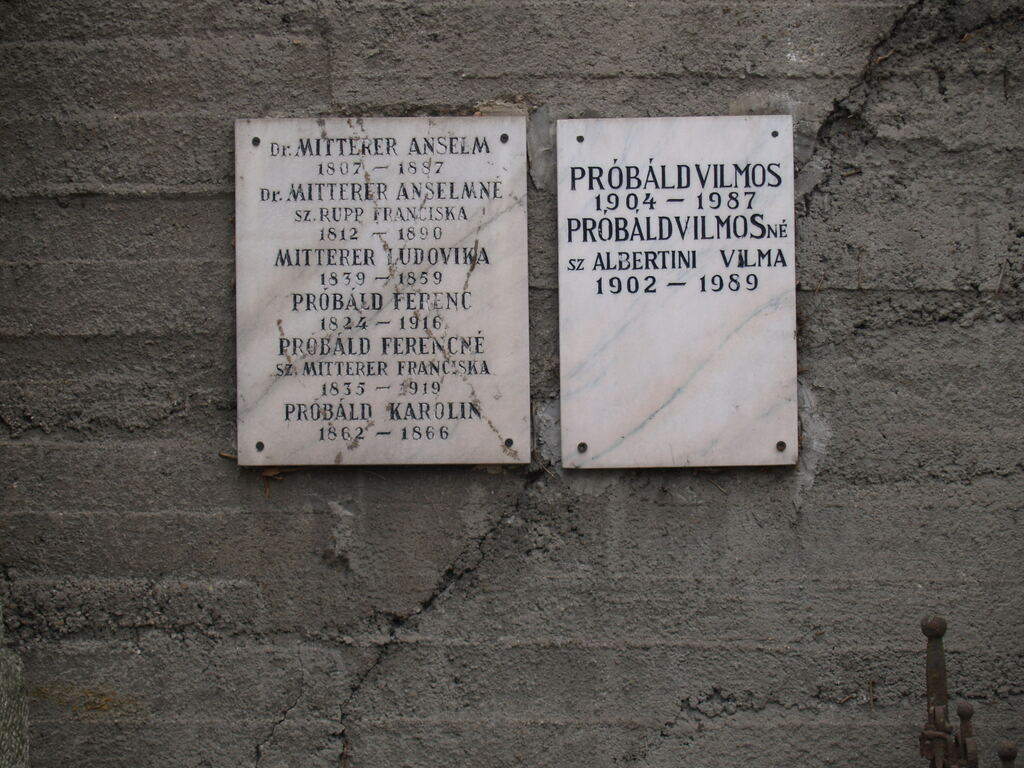 Dr. MITTERER ANSELM
1807 – 1887
Dr. MITTERER ANSELMNÉ
SZ. RUPP FRANCISKA
1812 – 1890
MITTERER LUDOVIKA
1839 – 1859
PRÓBÁLD FERENC
1824 – 1916
PRÓBÁLD FERENCNÉ
SZ. MITTERER FRANCISKA
1835 – 1919
PRÓBÁLD KAROLIN
1862 – 1866
PRÓBÁLD VILMOS
1904 – 1987
PRÓBÁLD VILMOSNÉ
SZ ALBERTINI VILMA
1902 – 1989